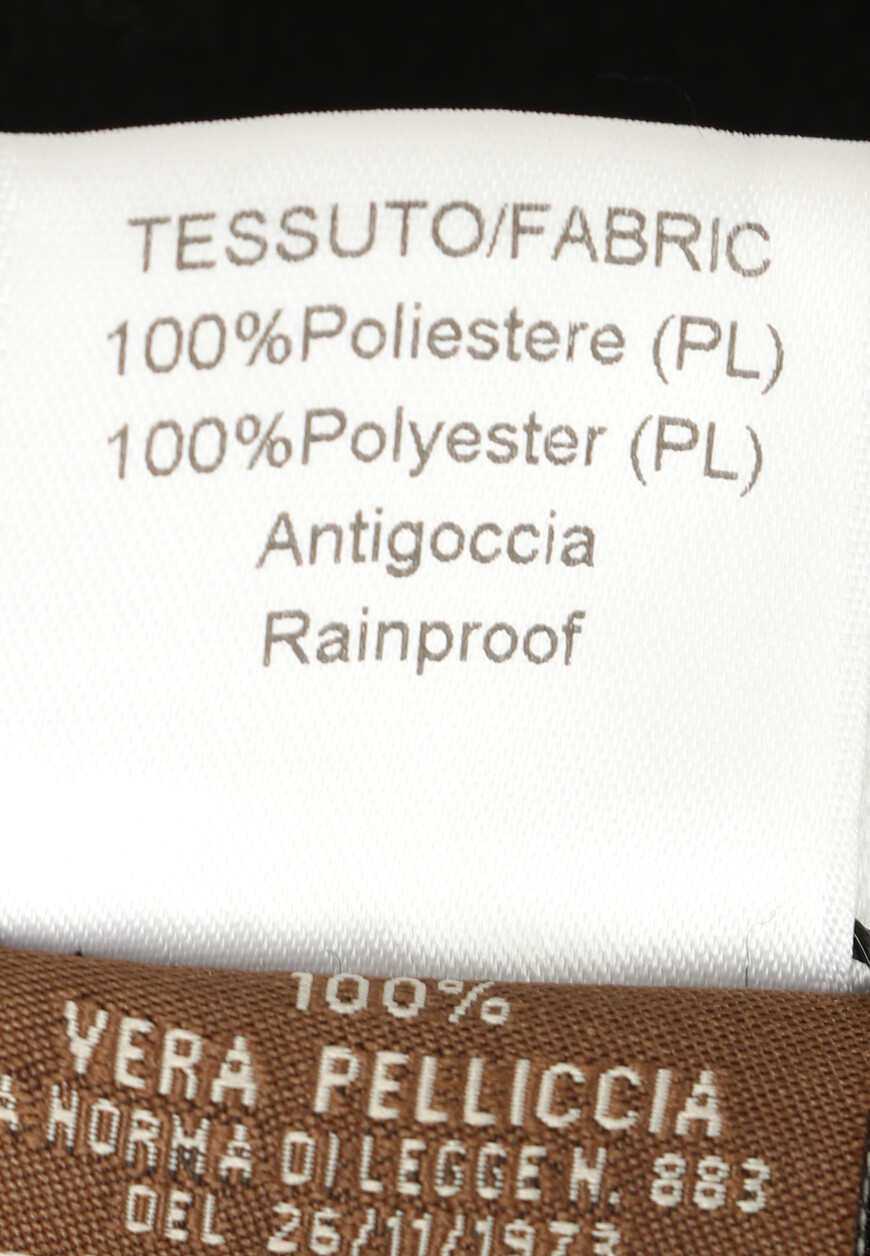 TESSUTO/FABRIC
100%Poliestere (PL)
100%Polyester (PL)
Antigoccia
Rainproof
100%
VERA PELLICCIA
A NORMA DI LEGGE N. 883
DEL 26/11/1973